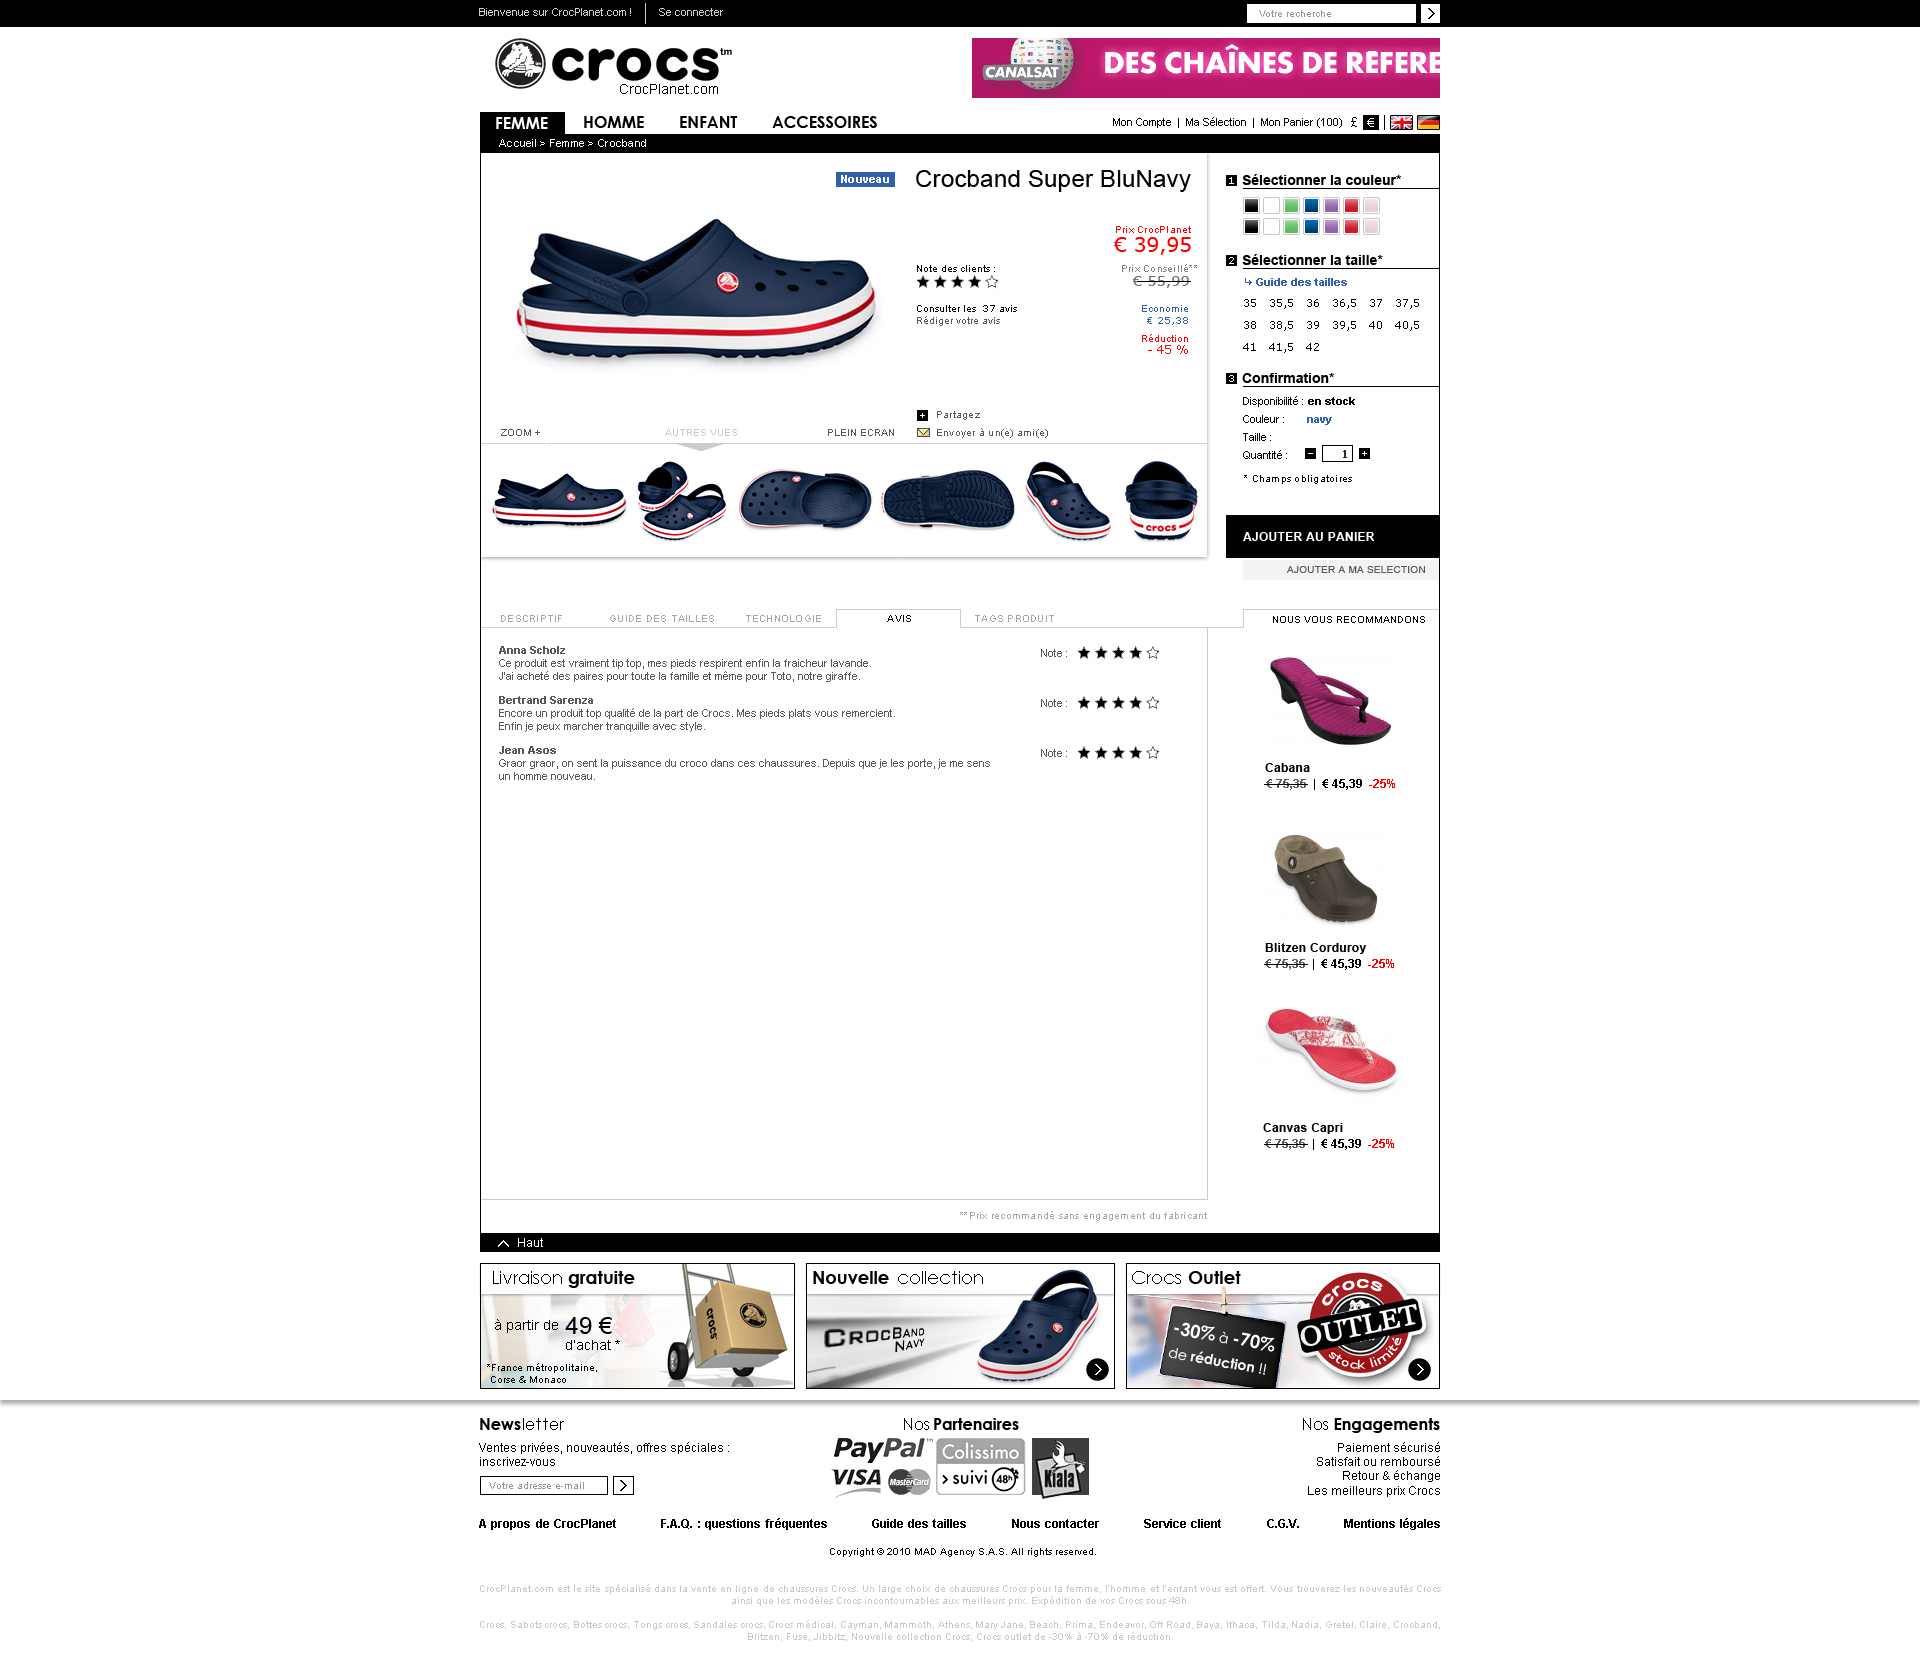 Bienvenue sur CrocPlanet.com ! | Se connecter
Votre recherche
crocs™
CrocPlanet.com
CANALSAT
DES CHAÎNES DE RÉFÉRE
FEMME HOMME ENFANT ACCESSOIRES
Mon Compte | Ma Sélection | Mon Panier (100) £ €
Accueil > Femme > Crocband
Nouveau
Crocband Super BluNavy
Prix CrocPlanet
€ 39,95
Note des clients :
Prix Conseillé**
€ 55,99
Consulter les 37 avis
Rédiger votre avis
Economie
€ 25,38
Réduction
- 45 %
Partagez
Envoyer à un(e) ami(e)
ZOOM + AUTRES VUES PLEIN ECRAN
crocs
1 Sélectionner la couleur*
2 Sélectionner la taille*
Guide des tailles
35 35,5 36 36,5 37 37,5
38 38,5 39 39,5 40 40,5
41 41,5 42
3 Confirmation*
Disponibilité : en stock
Couleur : navy
Taille :
Quantité : - 1 +
* Champs obligatoires
AJOUTER AU PANIER
AJOUTER A MA SELECTION
DESCRIPTIF GUIDE DES TAILLES TECHNOLOGIE AVIS TAGS PRODUIT
Anna Scholz
Ce produit est vraiment tip top, mes pieds respirent enfin la fraicheur lavande.
J'ai acheté des paires pour toute la famille et même pour Toto, notre giraffe.
Note :
Bertrand Sarenza
Encore un produit top qualité de la part de Crocs. Mes pieds plats vous remercient.
Enfin je peux marcher tranquille avec style.
Note :
Jean Asos
Graor graor, on sent la puissance du croco dans ces chaussures. Depuis que je les porte, je me sens
un homme nouveau.
Note :
NOUS VOUS RECOMMANDONS
Cabana
€ 75,35 | € 45,39 -25%
Blitzen Corduroy
€ 75,35 | € 45,39 -25%
Canvas Capri
€ 75,35 | € 45,39 -25%
**Prix recommandé sans engagement du fabricant
Haut
Livraison gratuite
à partir de 49 €
d'achat *
*France métropolitaine,
Corse & Monaco
crocs
Nouvelle collection
CROCBAND
NAVY
Crocs Outlet
-30% à -70%
de réduction !!
crocs
OUTLET
stock limité
Newsletter
Ventes privées, nouveautés, offres spéciales :
inscrivez-vous
Votre adresse e-mail
Nos Partenaires
PayPal™
VISA MasterCard
Colissimo
> suivi 48h
Kiala
Nos Engagements
Paiement sécurisé
Satisfait ou remboursé
Retour & échange
Les meilleurs prix Crocs
A propos de CrocPlanet F.A.Q. : questions fréquentes Guide des tailles Nous contacter Service client C.G.V. Mentions légales
Copyright © 2010 MAD Agency S.A.S. All rights reserved.
CrocPlanet.com est le site spécialisé dans la vente en ligne de chaussures Crocs. Un large choix de chaussures Crocs pour la femme, l'homme et l'enfant vous est offert. Vous trouverez les nouveautés Crocs
ainsi que les modèles Crocs incontournables aux meilleurs prix. Expédition de vos Crocs sous 48h.
Crocs, Sabots crocs, Bottes crocs, Tongs crocs, Sandales crocs, Crocs médical, Cayman, Mammoth, Athens, Mary Jane, Beach, Prima, Endeavor, Off Road, Baya, Ithaca, Tilda, Nadia, Gretel, Claire, Crocband,
Blitzen, Fuse, Jibbitz, Nouvelle collection Crocs, Crocs outlet de -30% à -70% de réduction.